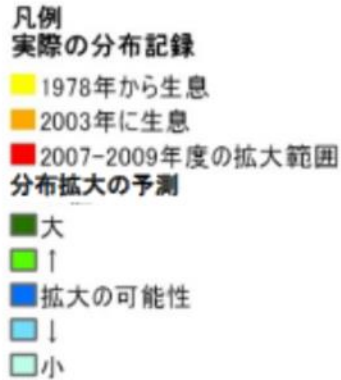 凡例
実際の分布記録
1978年から生息
2003年に生息
2007-2009年度の拡大範囲
分布拡大の予測
大
↑
拡大の可能性
↓
小